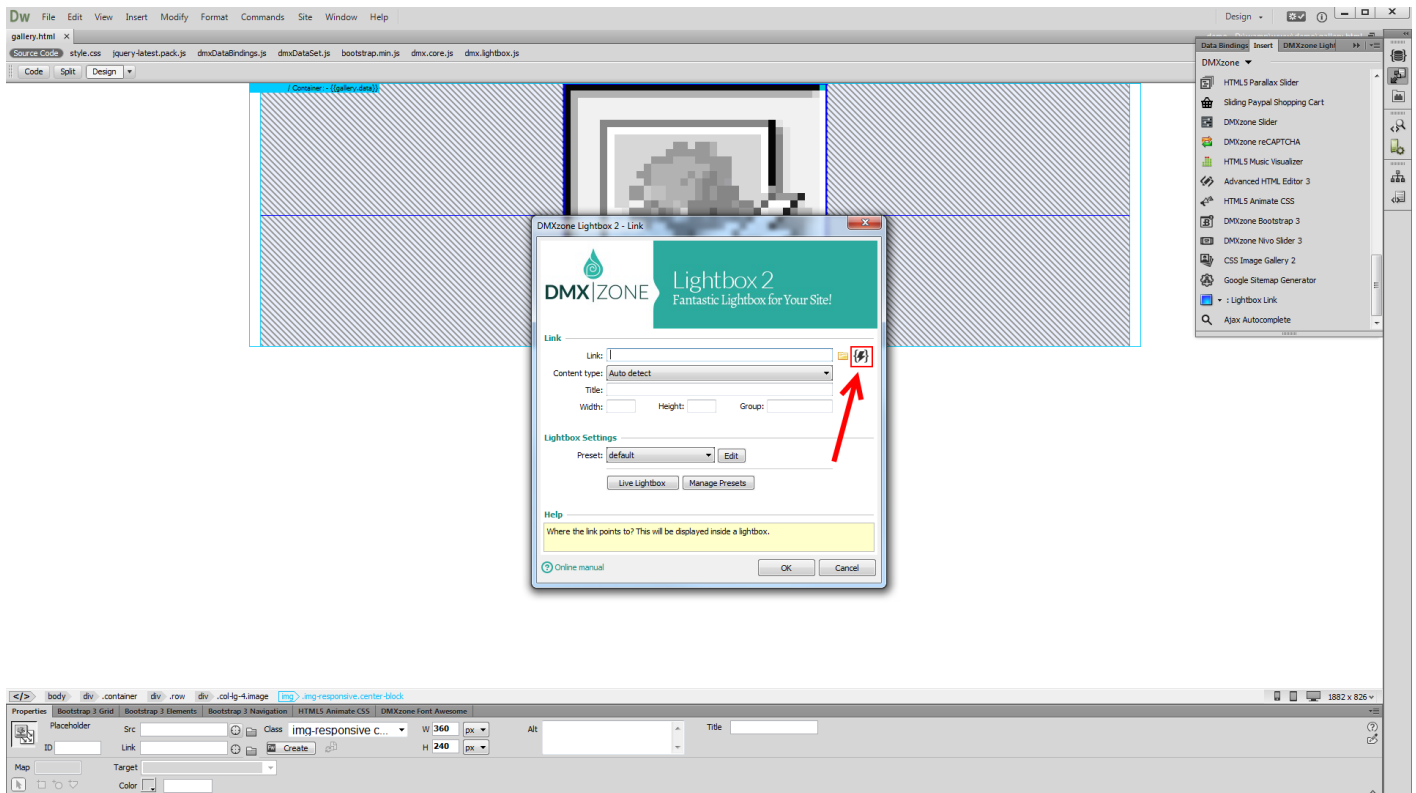 Dw File Edit View Insert Modify Format Commands Site Window Help Design
gallery.html ×
Source Code style.css jquery-latest.pack.js dmxDataBindings.js dmxDataSet.js bootstrap.min.js dmx.core.js dmx.lightbox.js
Code Split Design
/ Container: - {{gallery.data}}
Data Bindings Insert DMXzone Light
DMXzone
HTML5 Parallax Slider
Sliding Paypal Shopping Cart
DMXzone Slider
DMXzone reCAPTCHA
HTML5 Music Visualizer
Advanced HTML Editor 3
HTML5 Animate CSS
DMXzone Bootstrap 3
DMXzone Nivo Slider 3
CSS Image Gallery 2
Google Sitemap Generator
: Lightbox Link
Ajax Autocomplete
DMXzone Lightbox 2 - Link
DMX|ZONE
Lightbox 2
Fantastic Lightbox for Your Site!
Link
Link:
Content type: Auto detect
Title:
Width: Height: Group:
Lightbox Settings
Preset: default Edit
Live Lightbox Manage Presets
Help
Where the link points to? This will be displayed inside a lightbox.
Online manual OK Cancel
</> body div .container div .row div .col-lg-4.image img .img-responsive.center-block 1882 x 826
Properties Bootstrap 3 Grid Bootstrap 3 Elements Bootstrap 3 Navigation HTML5 Animate CSS DMXzone Font Awesome
Placeholder Src Class img-responsive c... W 360 px Alt Title
ID Link Create H 240 px
Map Target
Color